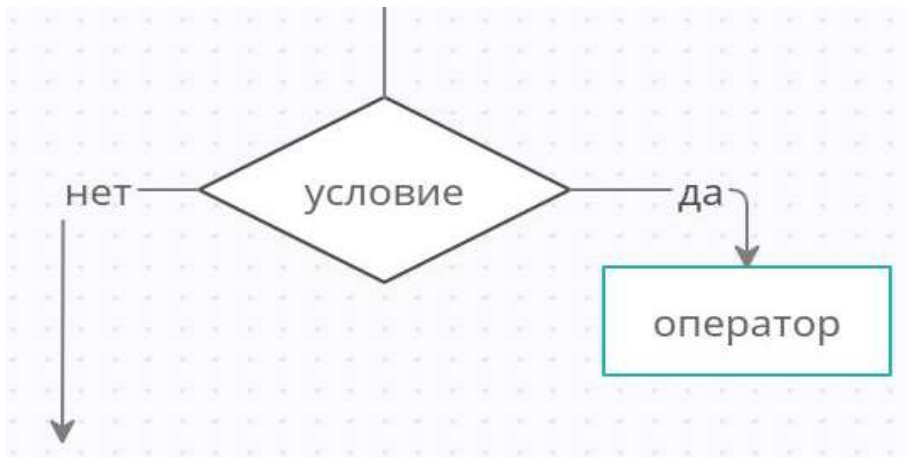 нет
условие
да
оператор